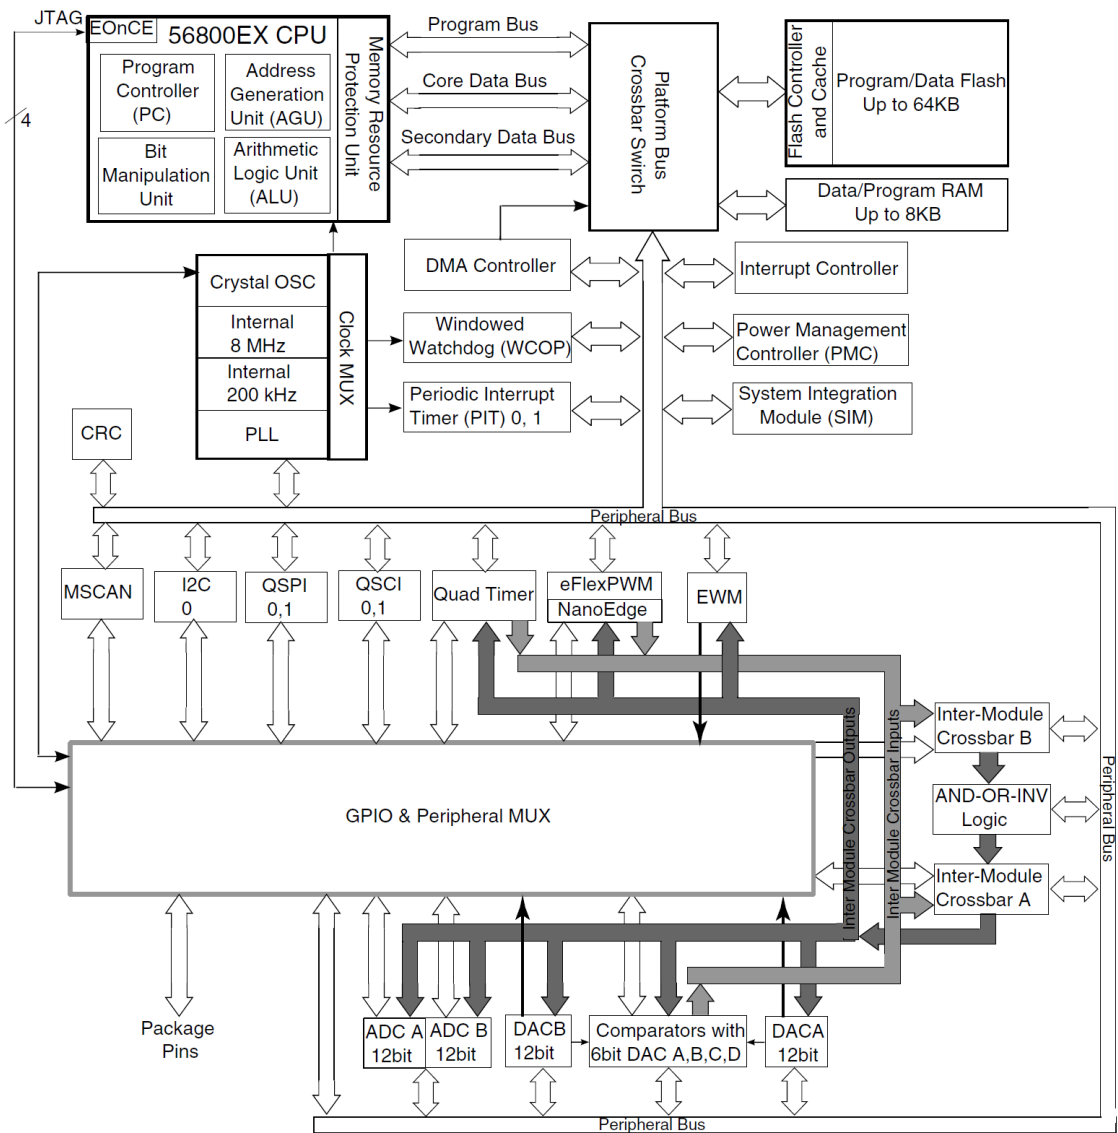 JTAG
4
EOnCE
56800EX CPU
Program
Controller
(PC)
Address
Generation
Unit (AGU)
Bit
Manipulation
Unit
Arithmetic
Logic Unit
(ALU)
Memory Resource
Protection Unit
Program Bus
Core Data Bus
Secondary Data Bus
Platform Bus
Crossbar Swirch
Flash Controller
and Cache
Program/Data Flash
Up to 64KB
Data/Program RAM
Up to 8KB
Crystal OSC
Internal
8 MHz
Internal
200 kHz
PLL
Clock MUX
DMA Controller
Windowed
Watchdog (WCOP)
Periodic Interrupt
Timer (PIT) 0, 1
Interrupt Controller
Power Management
Controller (PMC)
System Integration
Module (SIM)
CRC
Peripheral Bus
MSCAN
I2C
0
QSPI
0,1
QSCI
0,1
Quad Timer
eFlexPWM
NanoEdge
EWM
Inter Module Crossbar Outputs
Inter Module Crossbar Inputs
Inter-Module
Crossbar B
AND-OR-INV
Logic
Inter-Module
Crossbar A
Peripheral Bus
GPIO & Peripheral MUX
Package
Pins
ADC A
12bit
ADC B
12bit
DACB
12bit
Comparators with
6bit DAC A,B,C,D
DACA
12bit
Peripheral Bus